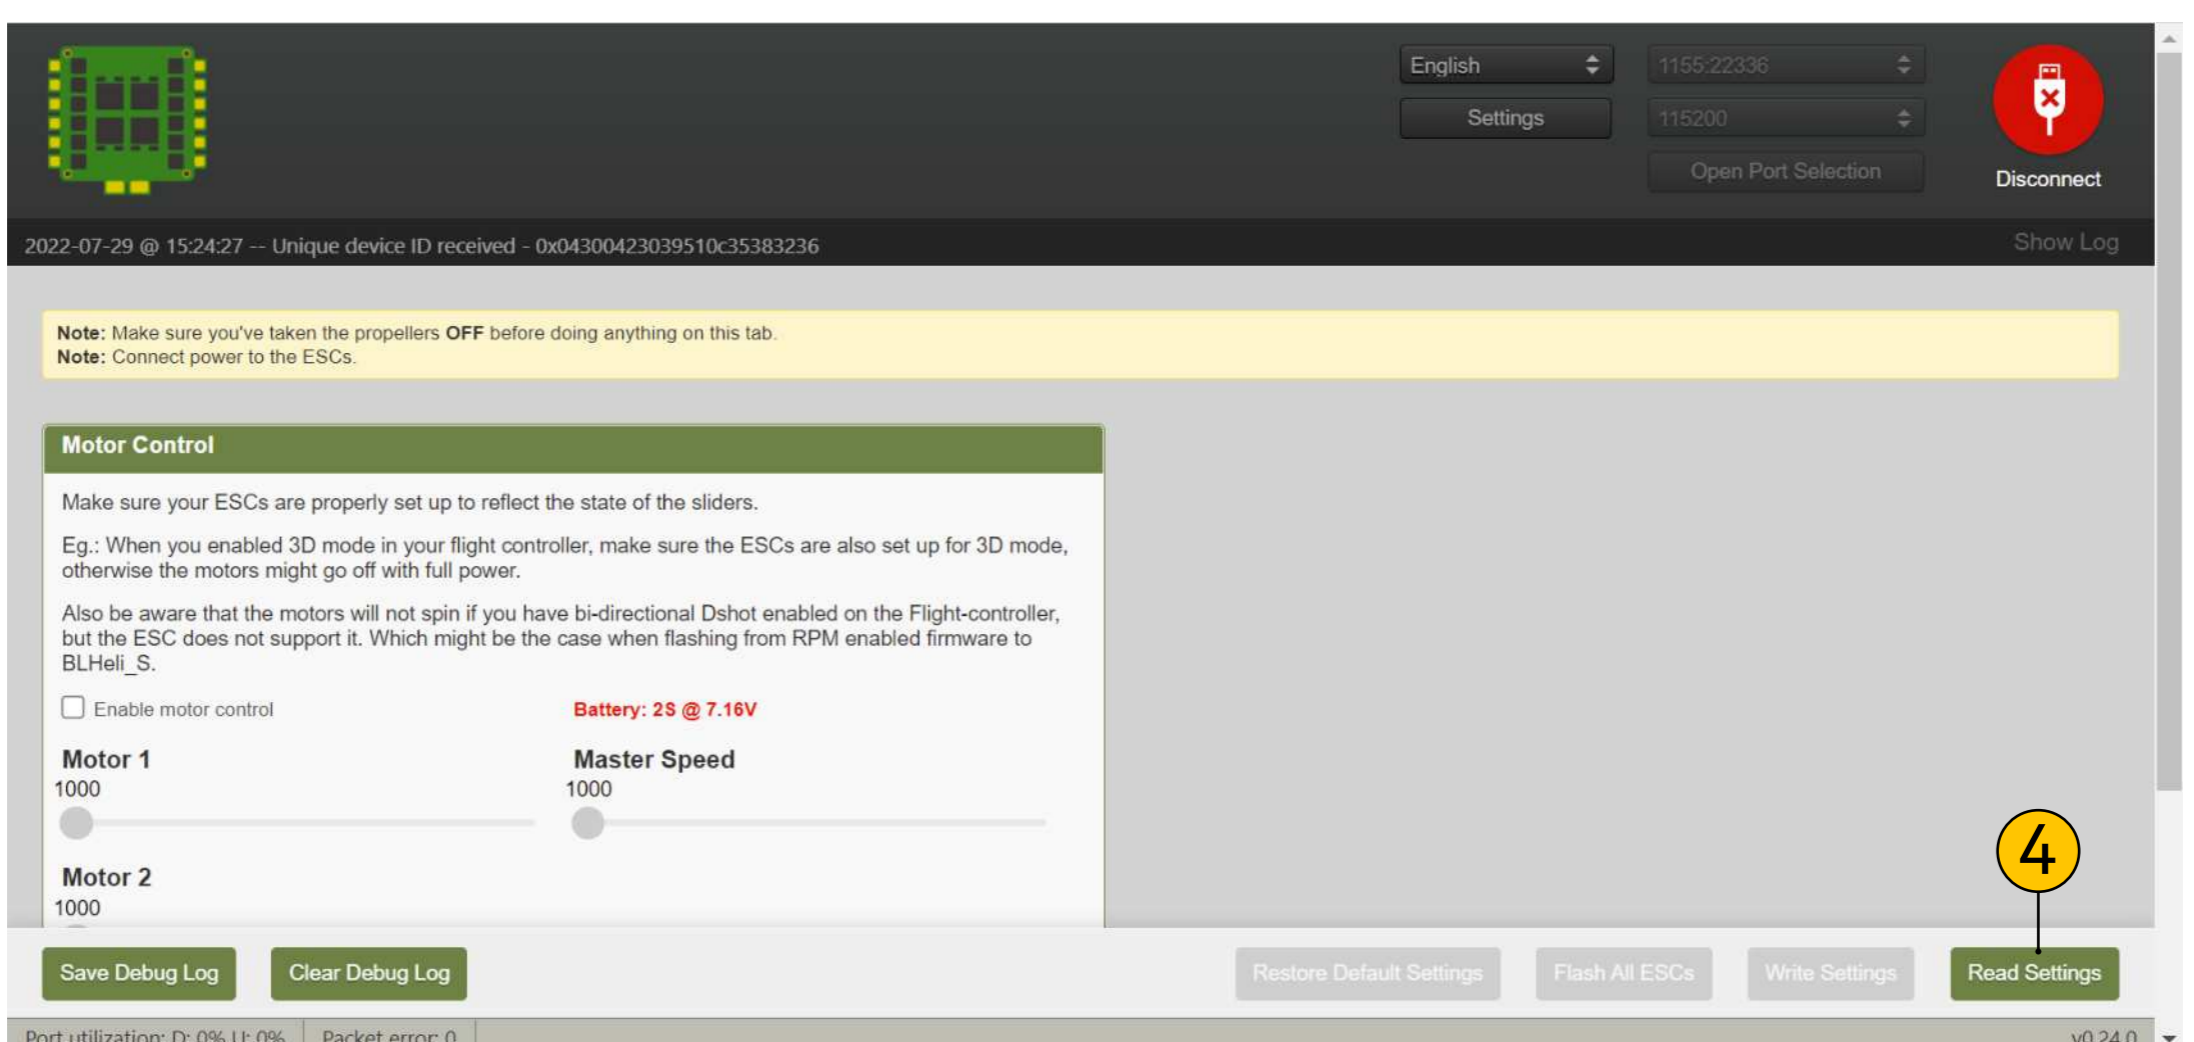 English
1155:22336
Settings
115200
Open Port Selection
Disconnect
2022-07-29 @ 15:24:27 -- Unique device ID received - 0x04300423039510c35383236
Show Log
Note: Make sure you've taken the propellers OFF before doing anything on this tab.
Note: Connect power to the ESCs.
Motor Control
Make sure your ESCs are properly set up to reflect the state of the sliders.
Eg.: When you enabled 3D mode in your flight controller, make sure the ESCs are also set up for 3D mode,
otherwise the motors might go off with full power.
Also be aware that the motors will not spin if you have bi-directional Dshot enabled on the Flight-controller,
but the ESC does not support it. Which might be the case when flashing from RPM enabled firmware to
BLHeli_S.
Enable motor control
Battery: 2S @ 7.16V
Motor 1
Master Speed
1000
1000
Motor 2
1000
4
Save Debug Log
Clear Debug Log
Restore Default Settings
Flash All ESCs
Write Settings
Read Settings
Port utilization: D: 0% U: 0%
Packet error: 0
v0.24.0